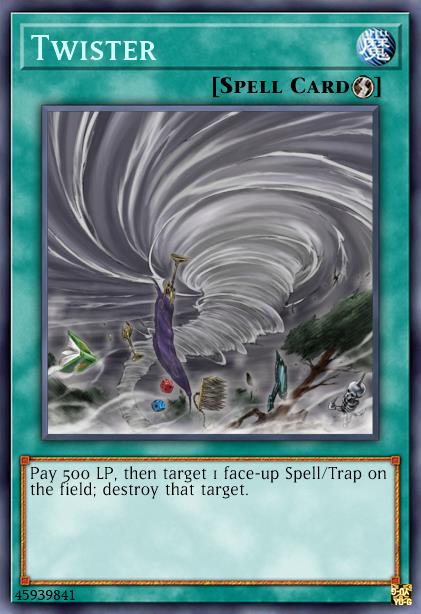 Twister
魔
[Spell Card]
Pay 500 LP, then target 1 face-up Spell/Trap on
the field; destroy that target.
45939841